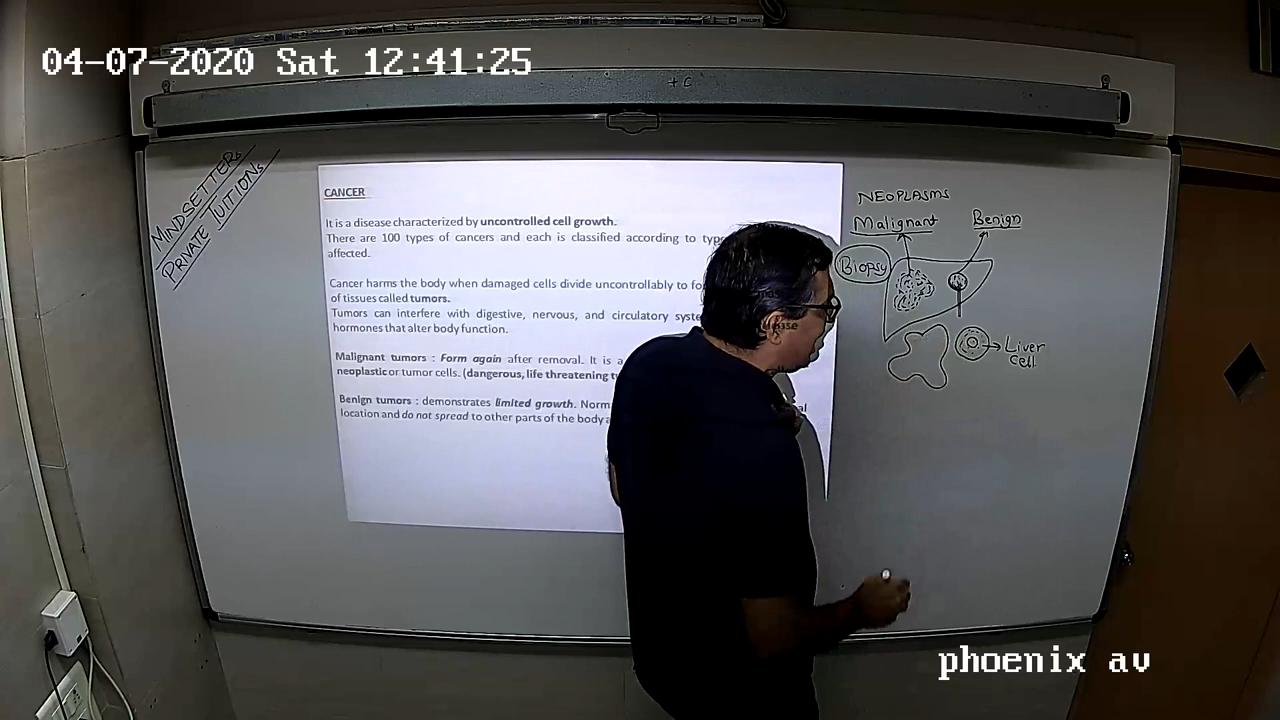 04-07-2020 Sat 12:41:25
+ C
MINDSETTERS
PRIVATE TUITIONS
CANCER
It is a disease characterized by uncontrolled cell growth.
There are 100 types of cancers and each is classified according to
affected.
Cancer harms the body when damaged cells divide uncontrollably to
of tissues called tumors.
Tumors can interfere with digestive, nervous, and circulatory
hormones that alter body function.
Malignant tumors : Form again after removal. It is a
neoplastic or tumor cells. (dangerous, life threatening
Benign tumors : demonstrates limited growth.
location and do not spread to other parts of the body
NEOPLASMS
Malignant Benign
Biopsy
Liver
cell
phoenix av